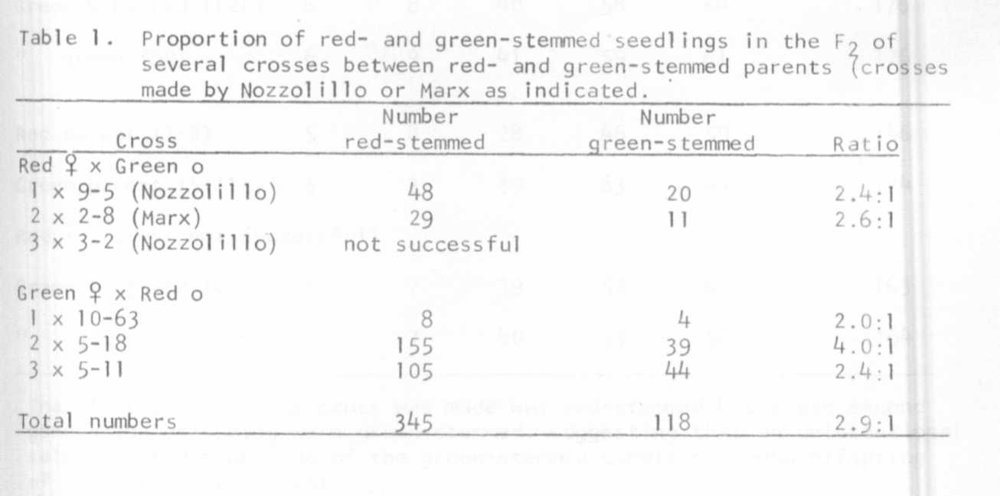 Table 1. Proportion of red- and green-stemmed seedlings in the F2 of
several crosses between red- and green-stemmed parents (crosses
made by Nozzolillo or Marx as indicated.
Number Number
Cross red-stemmed green-stemmed Ratio
Red ♀ x Green o
1 x 9-5 (Nozzolillo) 48 20 2.4:1
2 x 2-8 (Marx) 29 11 2.6:1
3 x 3-2 (Nozzolillo) not successful
Green ♀ x Red o
1 x 10-63 8 4 2.0:1
2 x 5-18 155 39 4.0:1
3 x 5-11 105 44 2.4:1
Total numbers 345 118 2.9:1